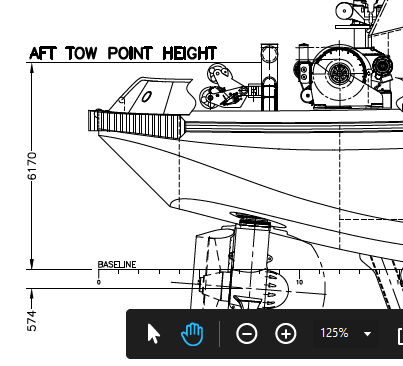 AFT TOW POINT HEIGHT
6170
BASELINE
0
10
574
125%